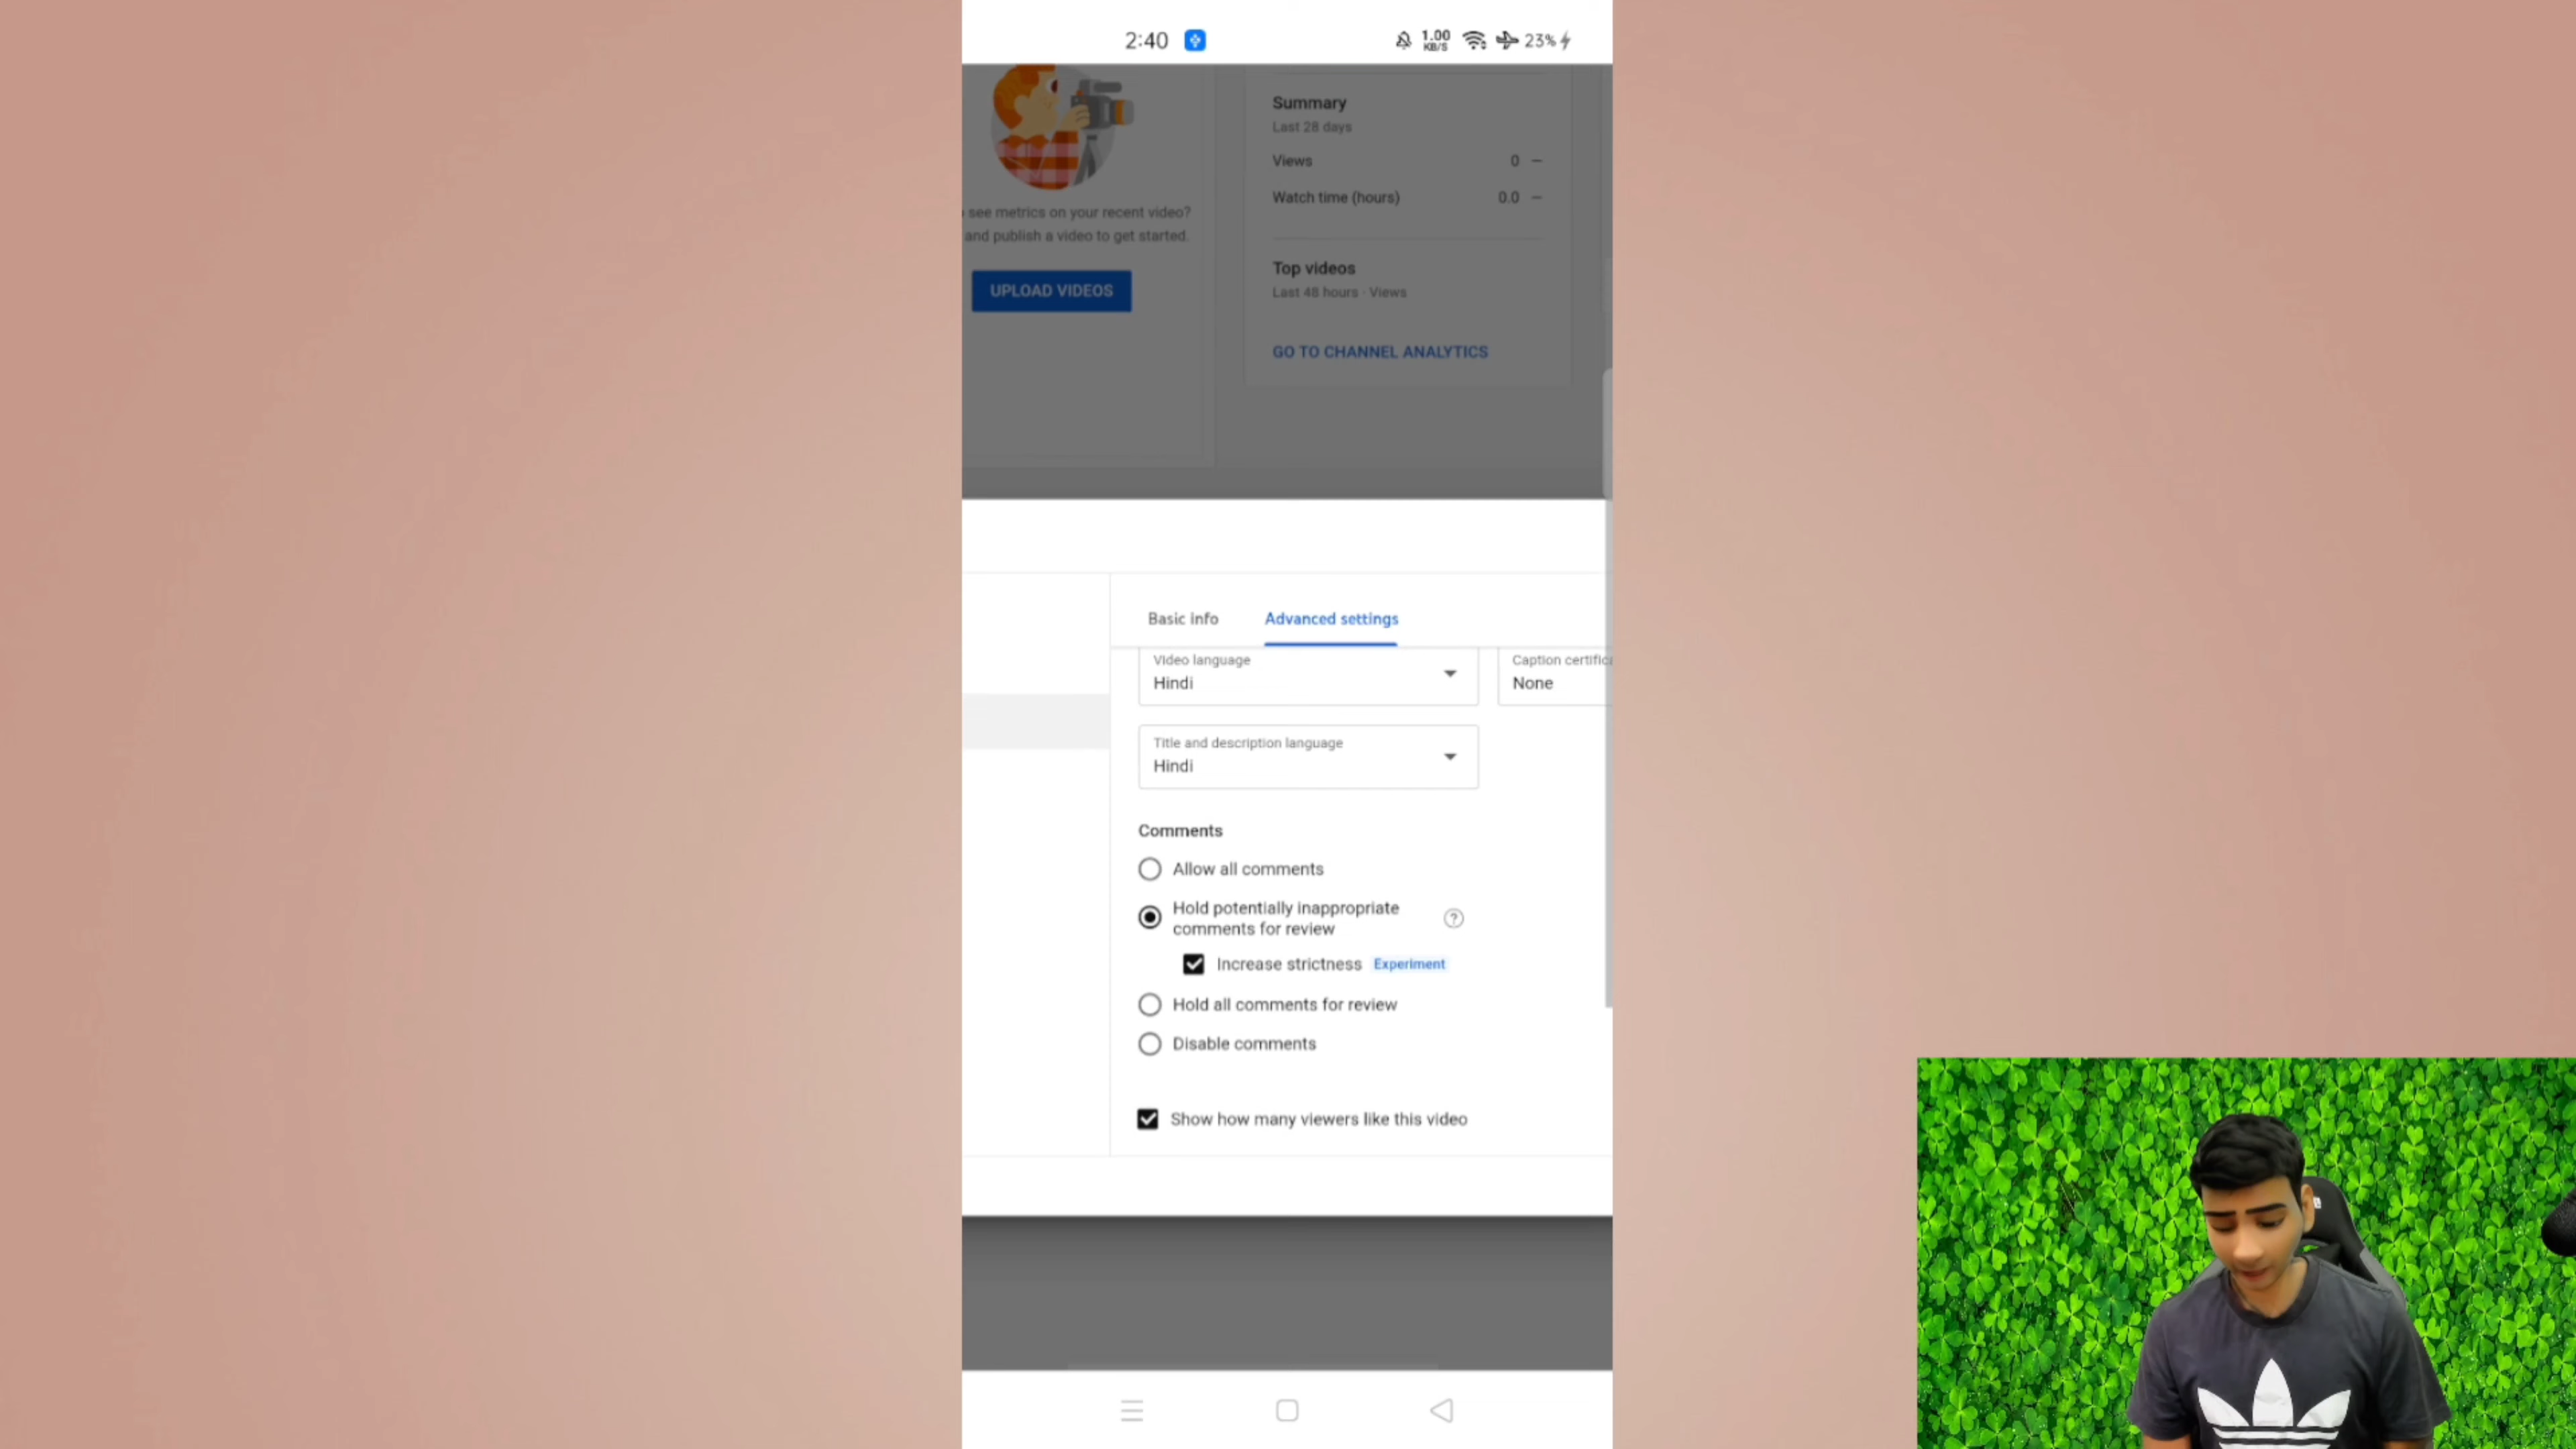 2:40
1.00
KB/S
23%
Summary
Last 28 days
Views 0 –
Watch time (hours) 0.0 –
see metrics on your recent video?
and publish a video to get started.
UPLOAD VIDEOS
Top videos
Last 48 hours · Views
GO TO CHANNEL ANALYTICS
Basic info Advanced settings
Video language
Hindi
Caption
None
Title and description language
Hindi
Comments
Allow all comments
Hold potentially inappropriate
comments for review
?
Increase strictness Experiment
Hold all comments for review
Disable comments
Show how many viewers like this video